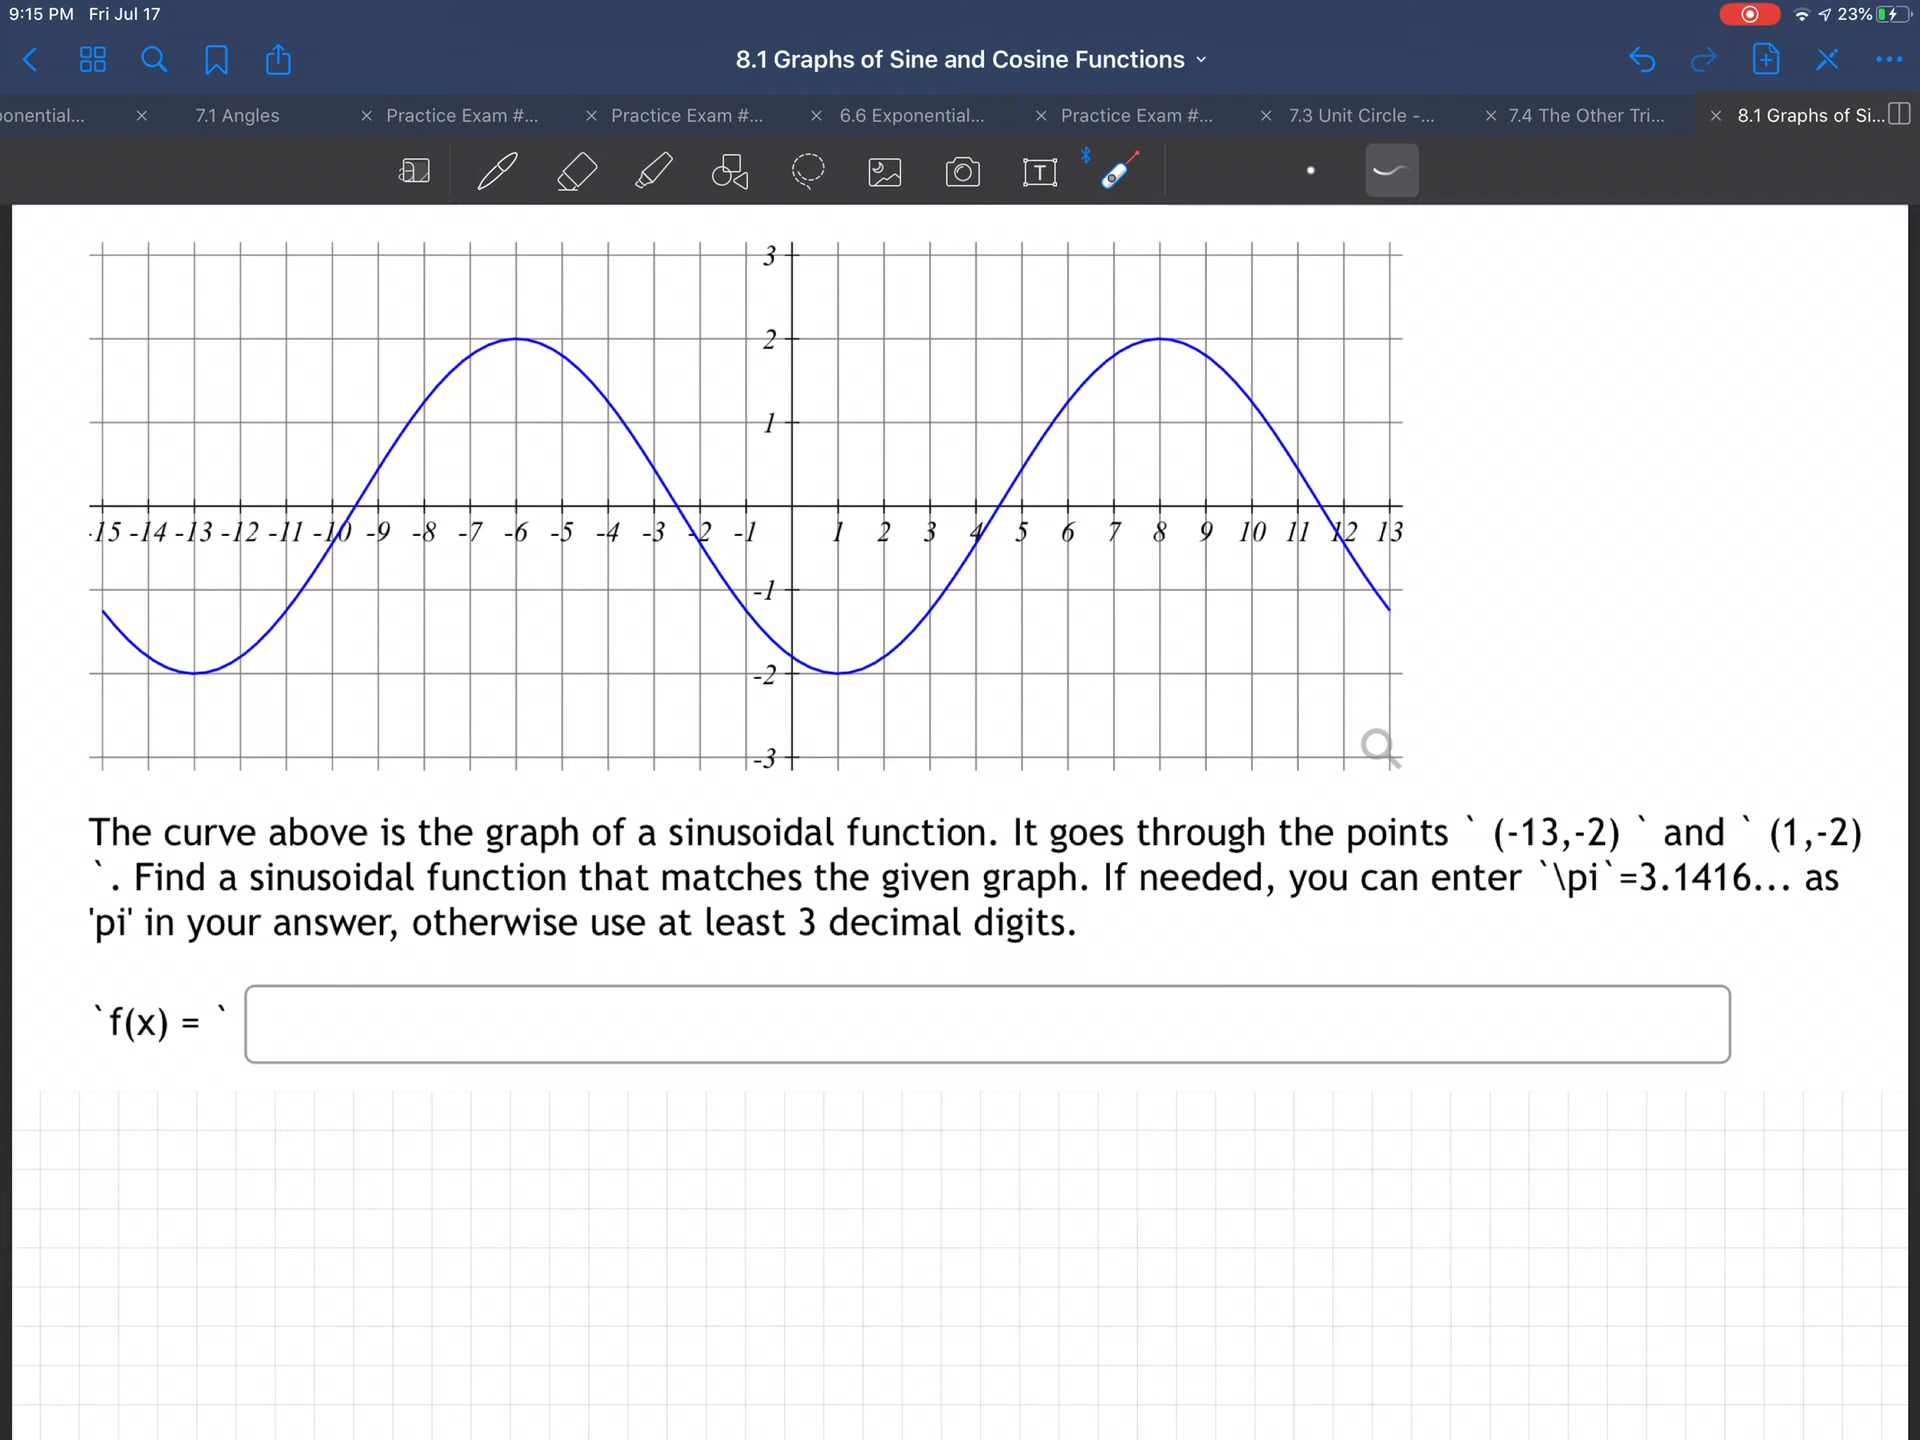 9:15 PM Fri Jul 17 23%
8.1 Graphs of Sine and Cosine Functions
onential... 7.1 Angles Practice Exam #... Practice Exam #... 6.6 Exponential... Practice Exam #... 7.3 Unit Circle -... 7.4 The Other Tri... 8.1 Graphs of Si...
T
3
2
1
-15 -14 -13 -12 -11 -10 -9 -8 -7 -6 -5 -4 -3 -2 -1 1 2 3 4 5 6 7 8 9 10 11 12 13
-1
-2
-3
The curve above is the graph of a sinusoidal function. It goes through the points ` (-13,-2) ` and ` (1,-2)
`. Find a sinusoidal function that matches the given graph. If needed, you can enter `\pi`=3.1416... as
'pi' in your answer, otherwise use at least 3 decimal digits.
`f(x) = `